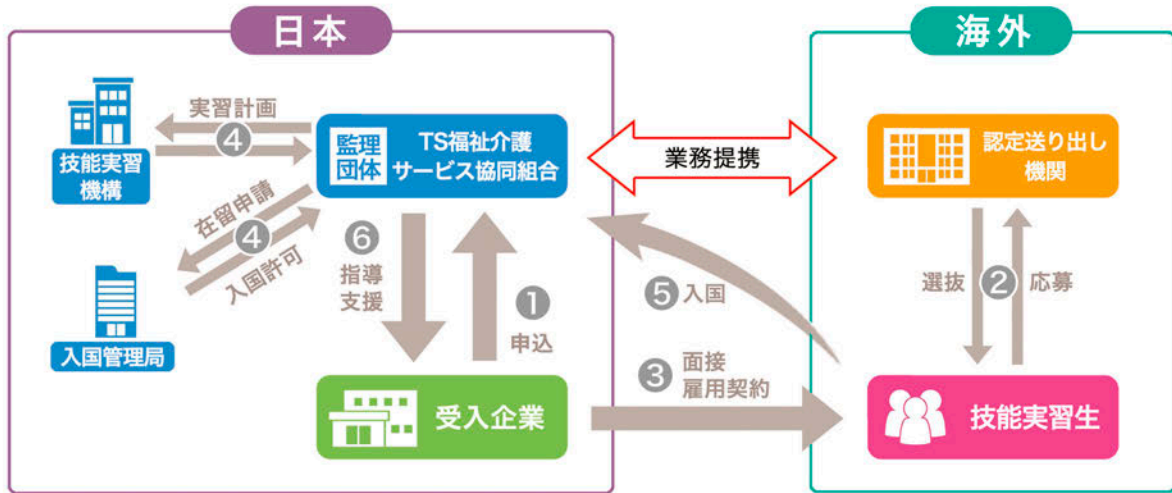 日本
海外
実習計画
④
技能実習
機構
監理
団体
TS福祉介護
サービス協同組合
業務提携
認定送り出し
機関
在留申請
④
入国許可
入国管理局
⑥
指導
支援
①
申込
⑤入国
選抜
②
応募
③
面接
雇用契約
受入企業
技能実習生